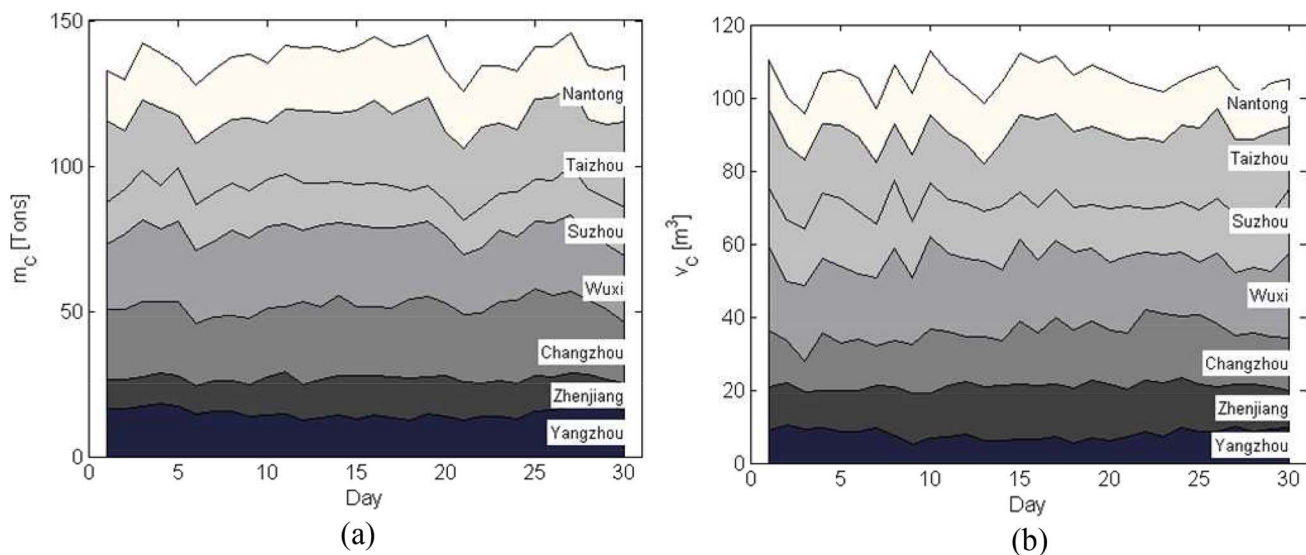 150
100
50
0
m_C [Tons]
Nantong
Taizhou
Suzhou
Wuxi
Changzhou
Zhenjiang
Yangzhou
0 5 10 15 20 25 30
Day
(a)
120
100
80
60
40
20
0
v_C [m³]
Nantong
Taizhou
Suzhou
Wuxi
Changzhou
Zhenjiang
Yangzhou
0 5 10 15 20 25 30
Day
(b)